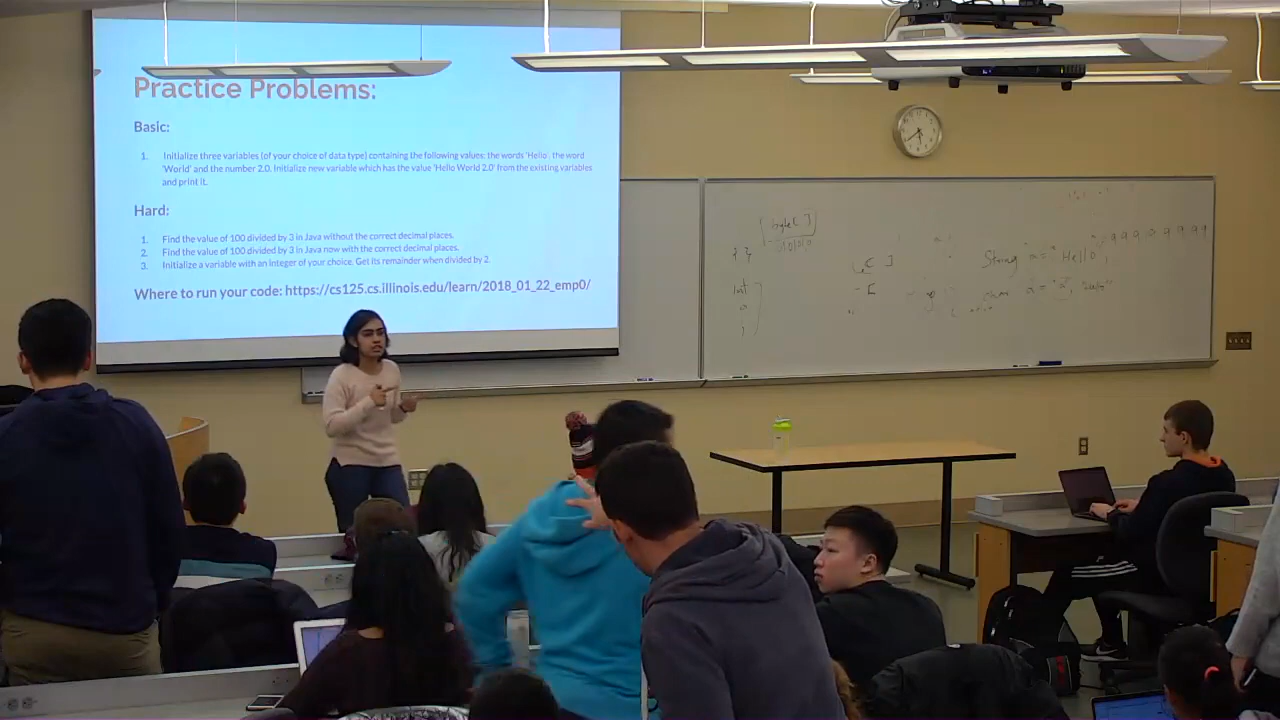 Practice Problems:
Basic:
1. Initialize three variables (of your choice of data type) containing the following values: the words 'Hello', the word
'World' and the number 2.0. Initialize new variable which has the value 'Hello World 2.0' from the existing variables
and print it.
Hard:
1. Find the value of 100 divided by 3 in Java without the correct decimal places.
2. Find the value of 100 divided by 3 in Java now with the correct decimal places.
3. Initialize a variable with an Integer of your choice. Get its remainder when divided by 2.
Where to run your code: https://cs125.cs.illinois.edu/learn/2018_01_22_emp0/
byte[ ]
String a = "Hello";
char a =